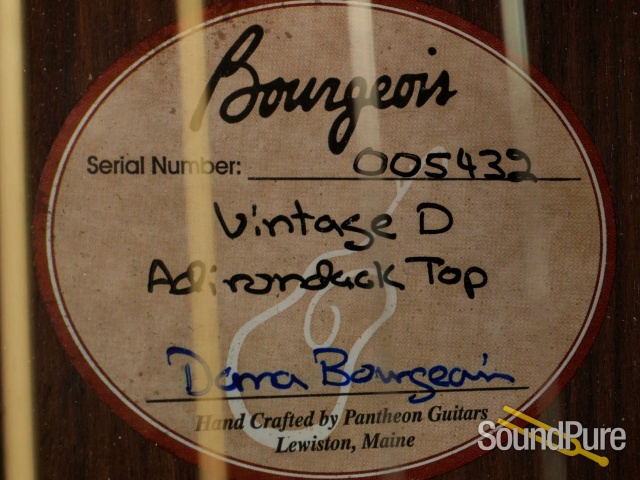 Bourgeois
Serial Number: 005432
Vintage D
Adirondack Top
Dana Bourgeois
Hand Crafted by Pantheon Guitars
Lewiston, Maine
SoundPure